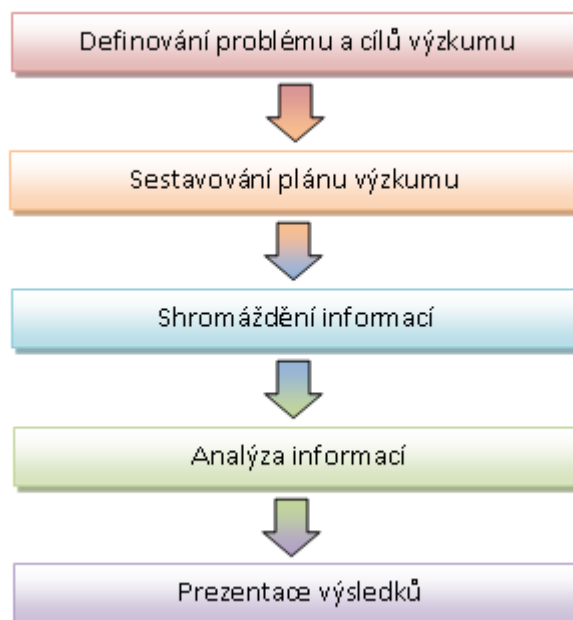 Definování problému a cílů výzkumu
Sestavování plánu výzkumu
Shromáždění informací
Analýza informací
Prezentace výsledků